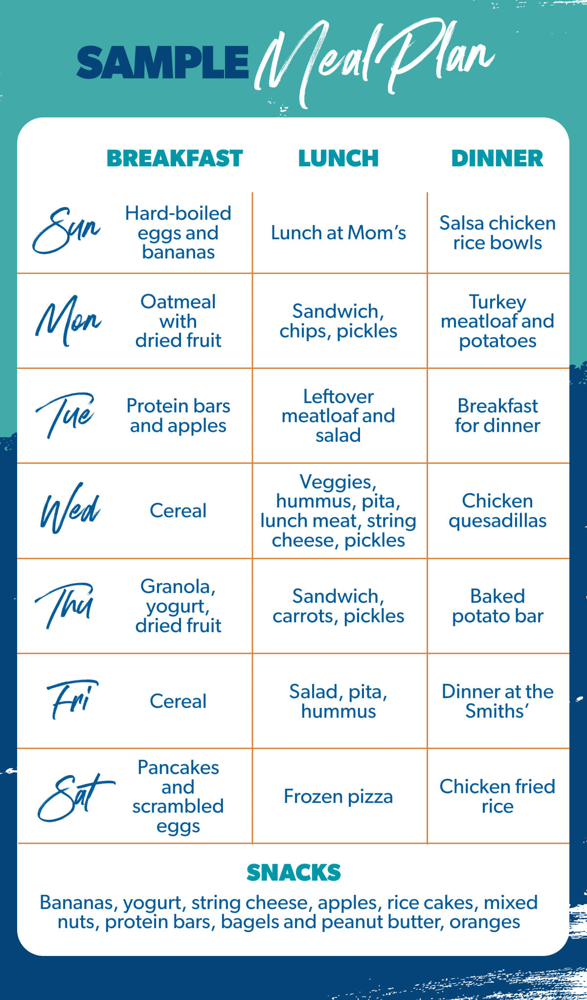 SAMPLE Meal Plan
BREAKFAST LUNCH DINNER
Sun
Hard-boiled
eggs and
bananas
Lunch at Mom's
Salsa chicken
rice bowls
Mon
Oatmeal
with
dried fruit
Sandwich,
chips, pickles
Turkey
meatloaf and
potatoes
Tue
Protein bars
and apples
Leftover
meatloaf and
salad
Breakfast
for dinner
Wed
Cereal
Veggies,
hummus, pita,
lunch meat, string
cheese, pickles
Chicken
quesadillas
Thu
Granola,
yogurt,
dried fruit
Sandwich,
carrots, pickles
Baked
potato bar
Fri
Cereal
Salad, pita,
hummus
Dinner at the
Smiths’
Sat
Pancakes
and
scrambled
eggs
Frozen pizza
Chicken fried
rice
SNACKS
Bananas, yogurt, string cheese, apples, rice cakes, mixed
nuts, protein bars, bagels and peanut butter, oranges